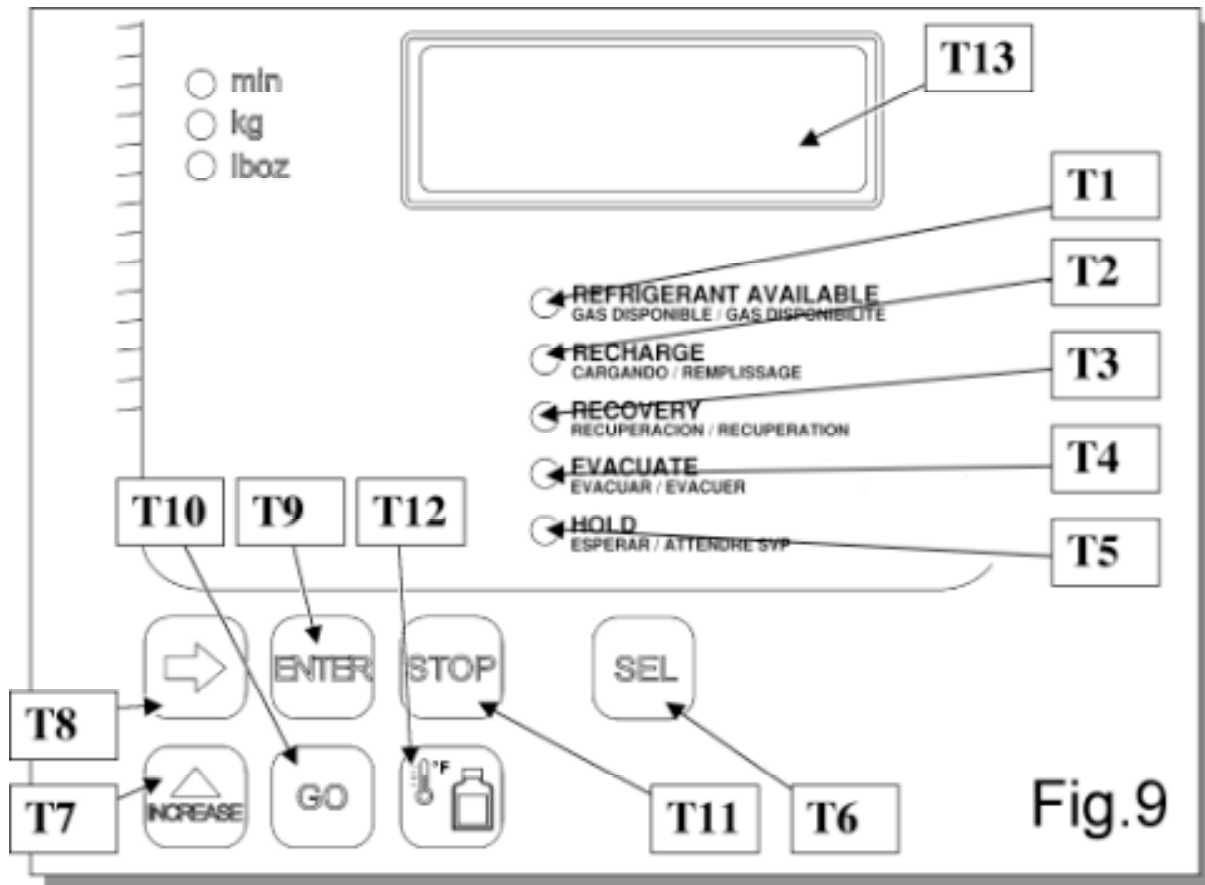 T13
min
kg
lboz
T1
REFRIGERANT AVAILABLE
GAS DISPONIBLE / GAS DISPONIBILITE
T2
RECHARGE
CARGANDO / REMPLISSAGE
T3
RECOVERY
RECUPERACION / RECUPERATION
T4
EVACUATE
EVACUAR / EVACUER
T5
HOLD
ESPERAR / ATTENDRE SVP
T10 T9 T12
ENTER STOP SEL
T8
INCREASE GO °F
T7 T11 T6
Fig.9